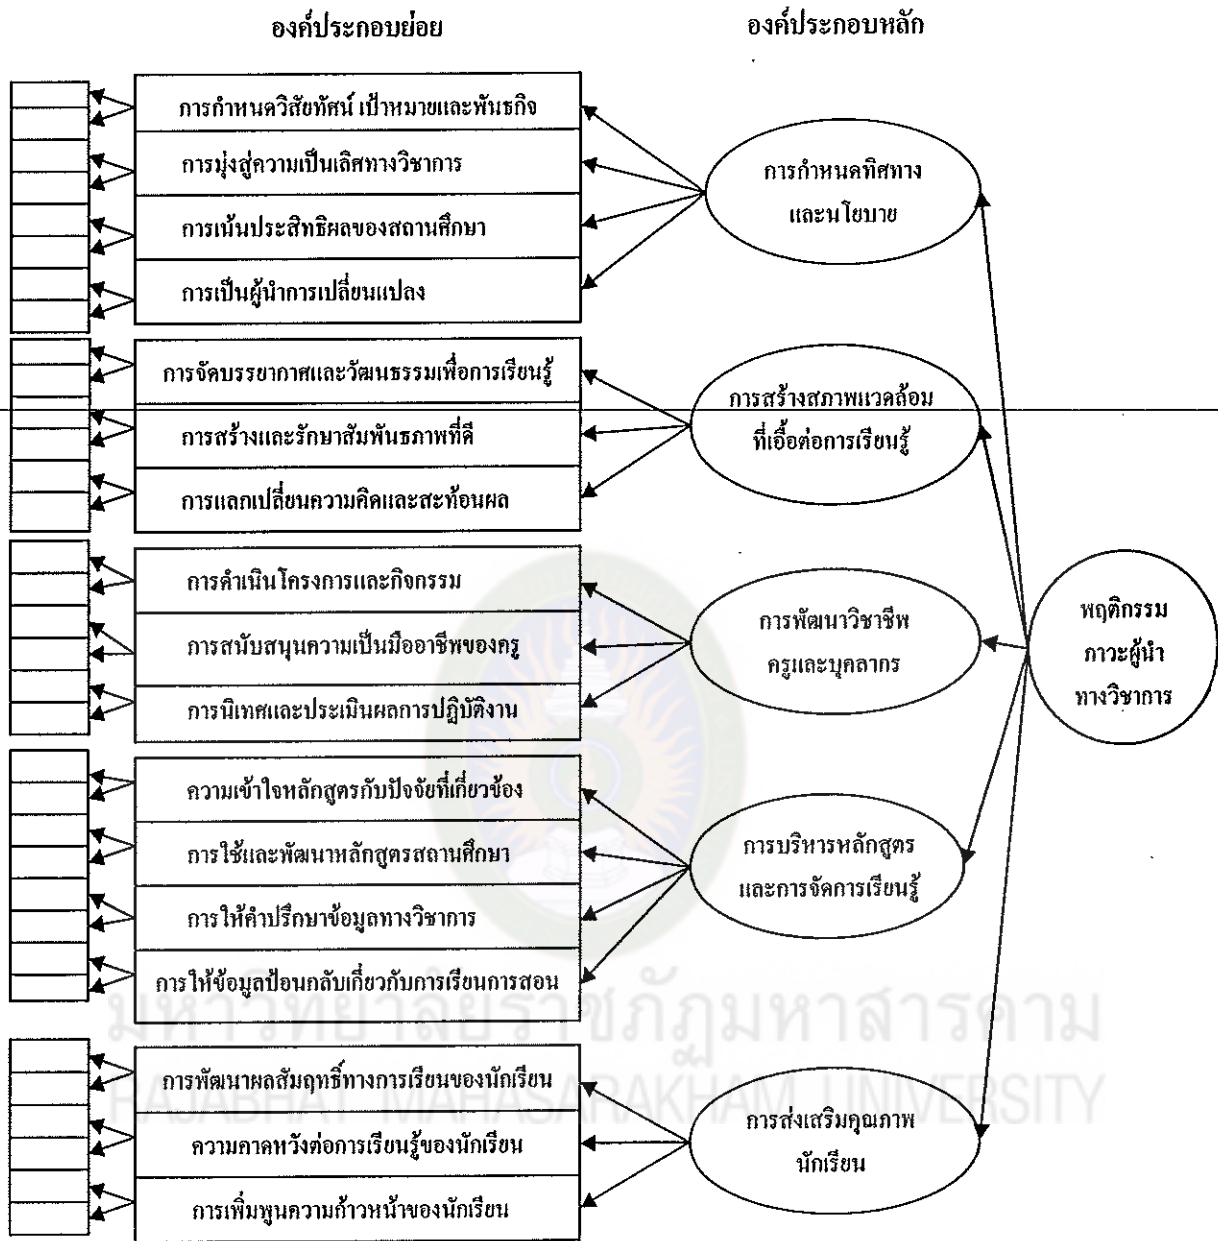 องค์ประกอบย่อย
องค์ประกอบหลัก
การกำหนดวิสัยทัศน์ เป้าหมายและพันธกิจ
การมุ่งสู่ความเป็นเลิศทางวิชาการ
การเน้นประสิทธิผลของสถานศึกษา
การเป็นผู้นำการเปลี่ยนแปลง
การกำหนดทิศทาง
และนโยบาย
การจัดบรรยากาศและวัฒนธรรมเพื่อการเรียนรู้
การสร้างและรักษาสัมพันธภาพที่ดี
การแลกเปลี่ยนความคิดและสะท้อนผล
การสร้างสภาพแวดล้อม
ที่เอื้อต่อการเรียนรู้
การดำเนินโครงการและกิจกรรม
การสนับสนุนความเป็นมืออาชีพของครู
การนิเทศและประเมินผลการปฏิบัติงาน
การพัฒนาวิชาชีพ
ครูและบุคลากร
พฤติกรรม
ภาวะผู้นำ
ทางวิชาการ
ความเข้าใจหลักสูตรกับปัจจัยที่เกี่ยวข้อง
การใช้และพัฒนาหลักสูตรสถานศึกษา
การให้คำปรึกษาข้อมูลทางวิชาการ
การให้ข้อมูลป้อนกลับเกี่ยวกับการเรียนการสอน
การบริหารหลักสูตร
และการจัดการเรียนรู้
มหาวิทยาลัยราชภัฏมหาสารคาม
RAJABHAT MAHASARAKHAM UNIVERSITY
การพัฒนาผลสัมฤทธิ์ทางการเรียนของนักเรียน
ความคาดหวังต่อการเรียนรู้ของนักเรียน
การเพิ่มพูนความก้าวหน้าของนักเรียน
การส่งเสริมคุณภาพ
นักเรียน